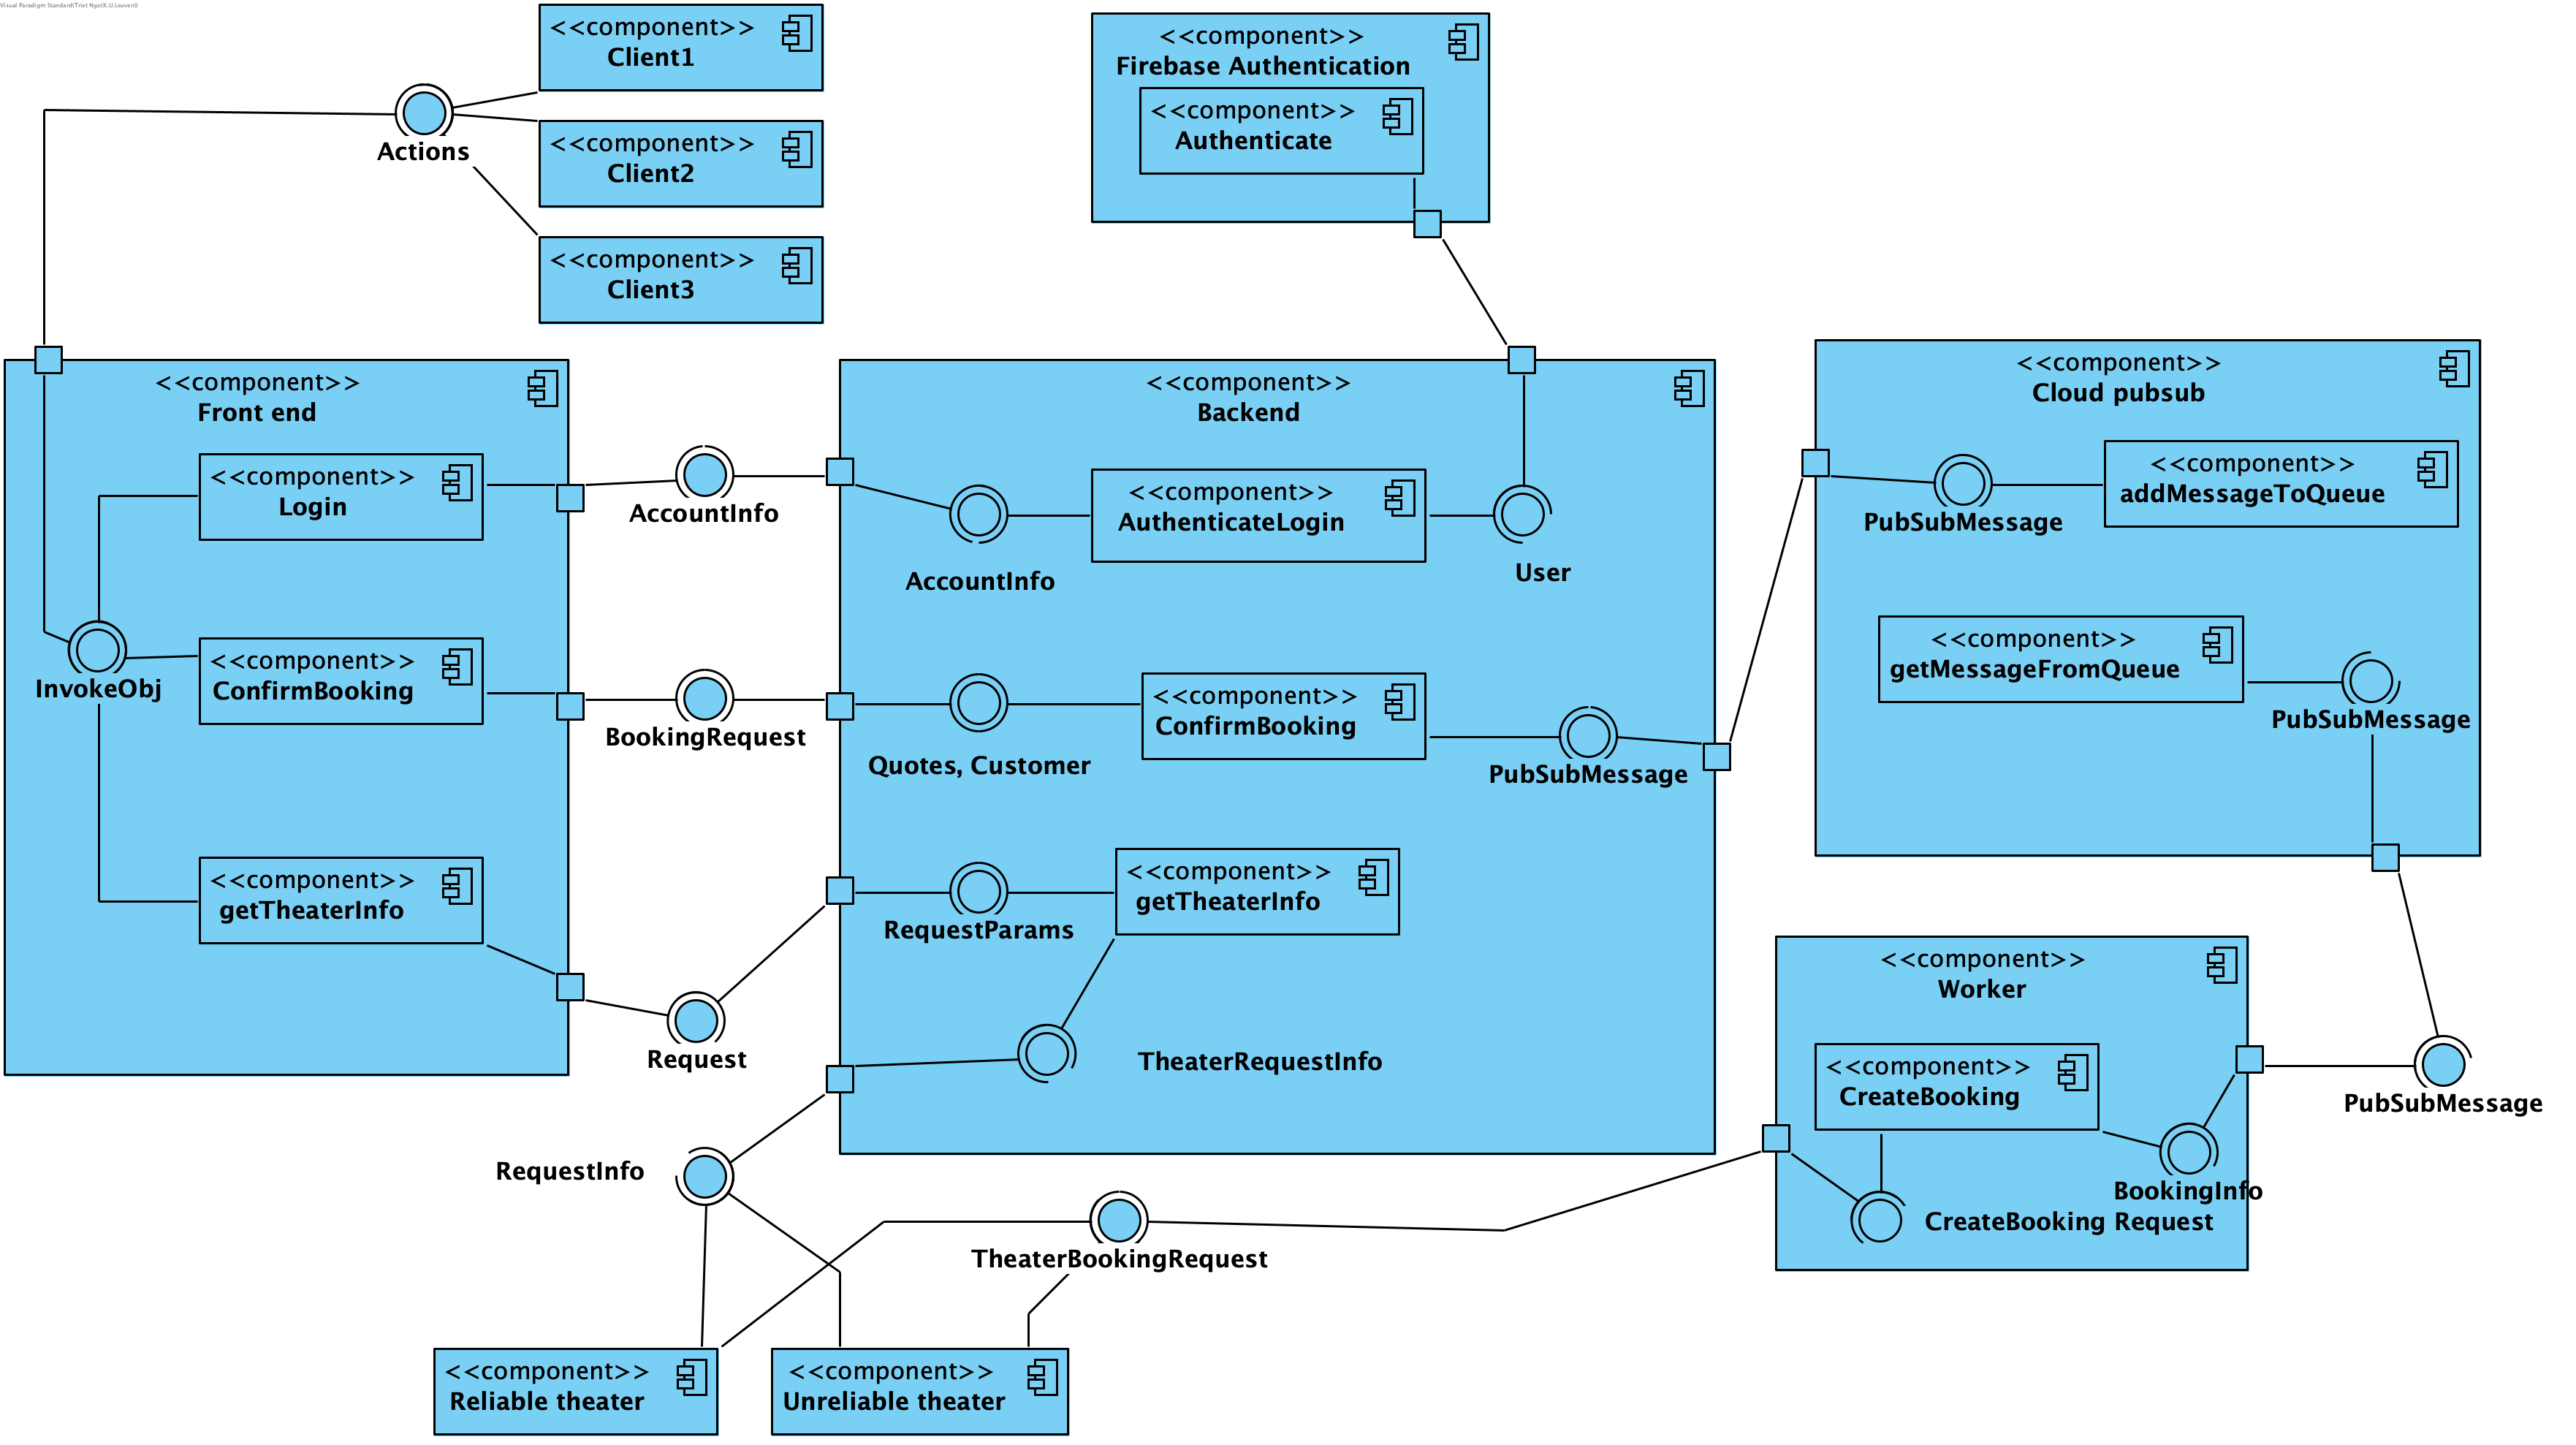 Visual Paradigm Standard(Triet Ngo(K.U.Leuven))
<<component>>
Client1
<<component>>
Client2
<<component>>
Client3
Actions
<<component>>
Firebase Authentication
<<component>>
Authenticate
<<component>>
Front end
<<component>>
Login
InvokeObj
<<component>>
ConfirmBooking
<<component>>
getTheaterInfo
AccountInfo
BookingRequest
Request
<<component>>
Backend
AccountInfo
<<component>>
AuthenticateLogin
User
Quotes, Customer
<<component>>
ConfirmBooking
PubSubMessage
RequestParams
<<component>>
getTheaterInfo
TheaterRequestInfo
<<component>>
Cloud pubsub
PubSubMessage
<<component>>
addMessageToQueue
<<component>>
getMessageFromQueue
PubSubMessage
<<component>>
Worker
<<component>>
CreateBooking
BookingInfo
CreateBooking Request
PubSubMessage
RequestInfo
TheaterBookingRequest
<<component>>
Reliable theater
<<component>>
Unreliable theater